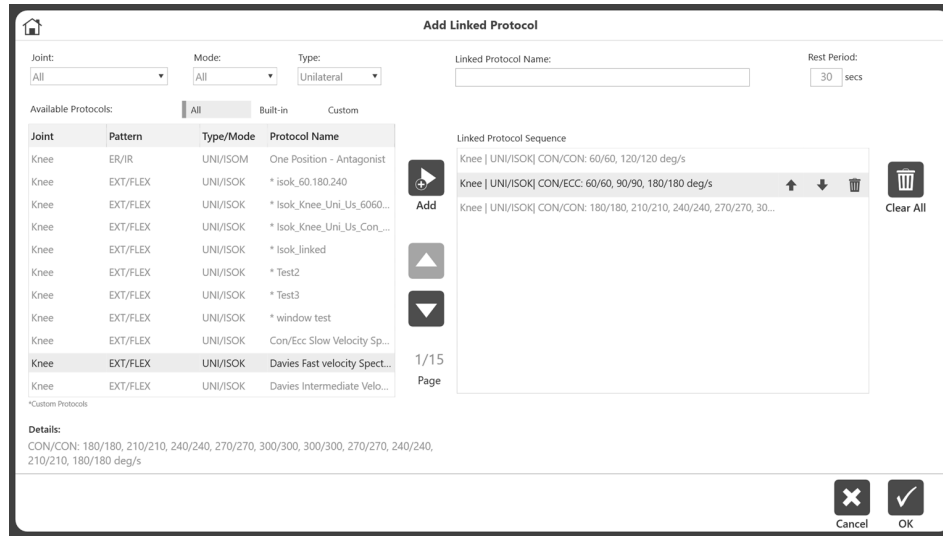 Add Linked Protocol
Joint: Mode: Type: Linked Protocol Name: Rest Period:
All All Unilateral 30 secs
Available Protocols: All Built-in Custom
Joint Pattern Type/Mode Protocol Name
Knee ER/IR UNI/ISOM One Position - Antagonist
Knee EXT/FLEX UNI/ISOK * isok_60.180.240
Knee EXT/FLEX UNI/ISOK * Isok_Knee_Uni_Us_6060...
Knee EXT/FLEX UNI/ISOK * Isok_Knee_Uni_Us_Con_...
Knee EXT/FLEX UNI/ISOK * Isok_linked
Knee EXT/FLEX UNI/ISOK * Test2
Knee EXT/FLEX UNI/ISOK * Test3
Knee EXT/FLEX UNI/ISOK * window test
Knee EXT/FLEX UNI/ISOK Con/Ecc Slow Velocity Sp...
Knee EXT/FLEX UNI/ISOK Davies Fast velocity Spect...
Knee EXT/FLEX UNI/ISOK Davies Intermediate Velo...
*Custom Protocols
Add
1/15
Page
Linked Protocol Sequence
Knee | UNI/ISOK| CON/CON: 60/60, 120/120 deg/s
Knee | UNI/ISOK| CON/ECC: 60/60, 90/90, 180/180 deg/s
Knee | UNI/ISOK| CON/CON: 180/180, 210/210, 240/240, 270/270, 30...
Clear All
Details:
CON/CON: 180/180, 210/210, 240/240, 270/270, 300/300, 300/300, 270/270, 240/240,
210/210, 180/180 deg/s
Cancel OK